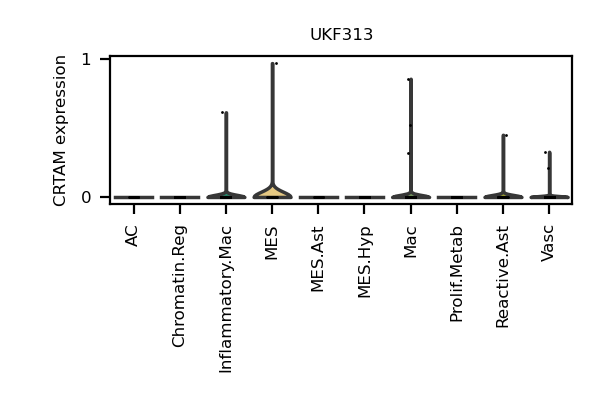 UKF313
CRTAM expression
1
0
AC
Chromatin.Reg
Inflammatory.Mac
MES
MES.Ast
MES.Hyp
Mac
Prolif.Metab
Reactive.Ast
Vasc